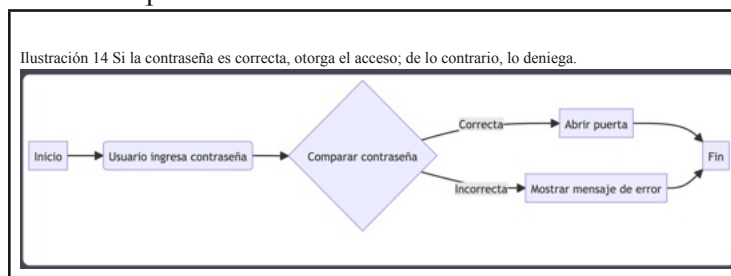 Ilustración 14 Si la contraseña es correcta, otorga el acceso; de lo contrario, lo deniega.
Inicio
Usuario ingresa contraseña
Comparar contraseña
Correcta
Abrir puerta
Incorrecta
Mostrar mensaje de error
Fin